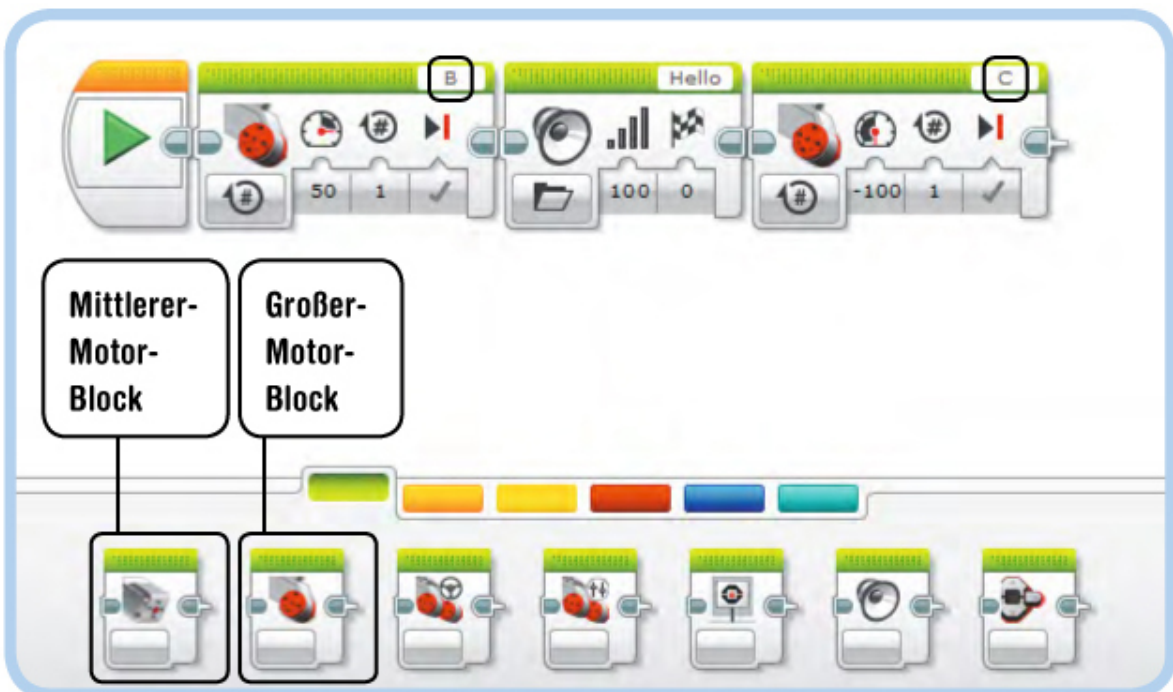 B Hello C
# # #
50 1 100 0 -100 1
Mittlerer-
Motor-
Block
Großer-
Motor-
Block